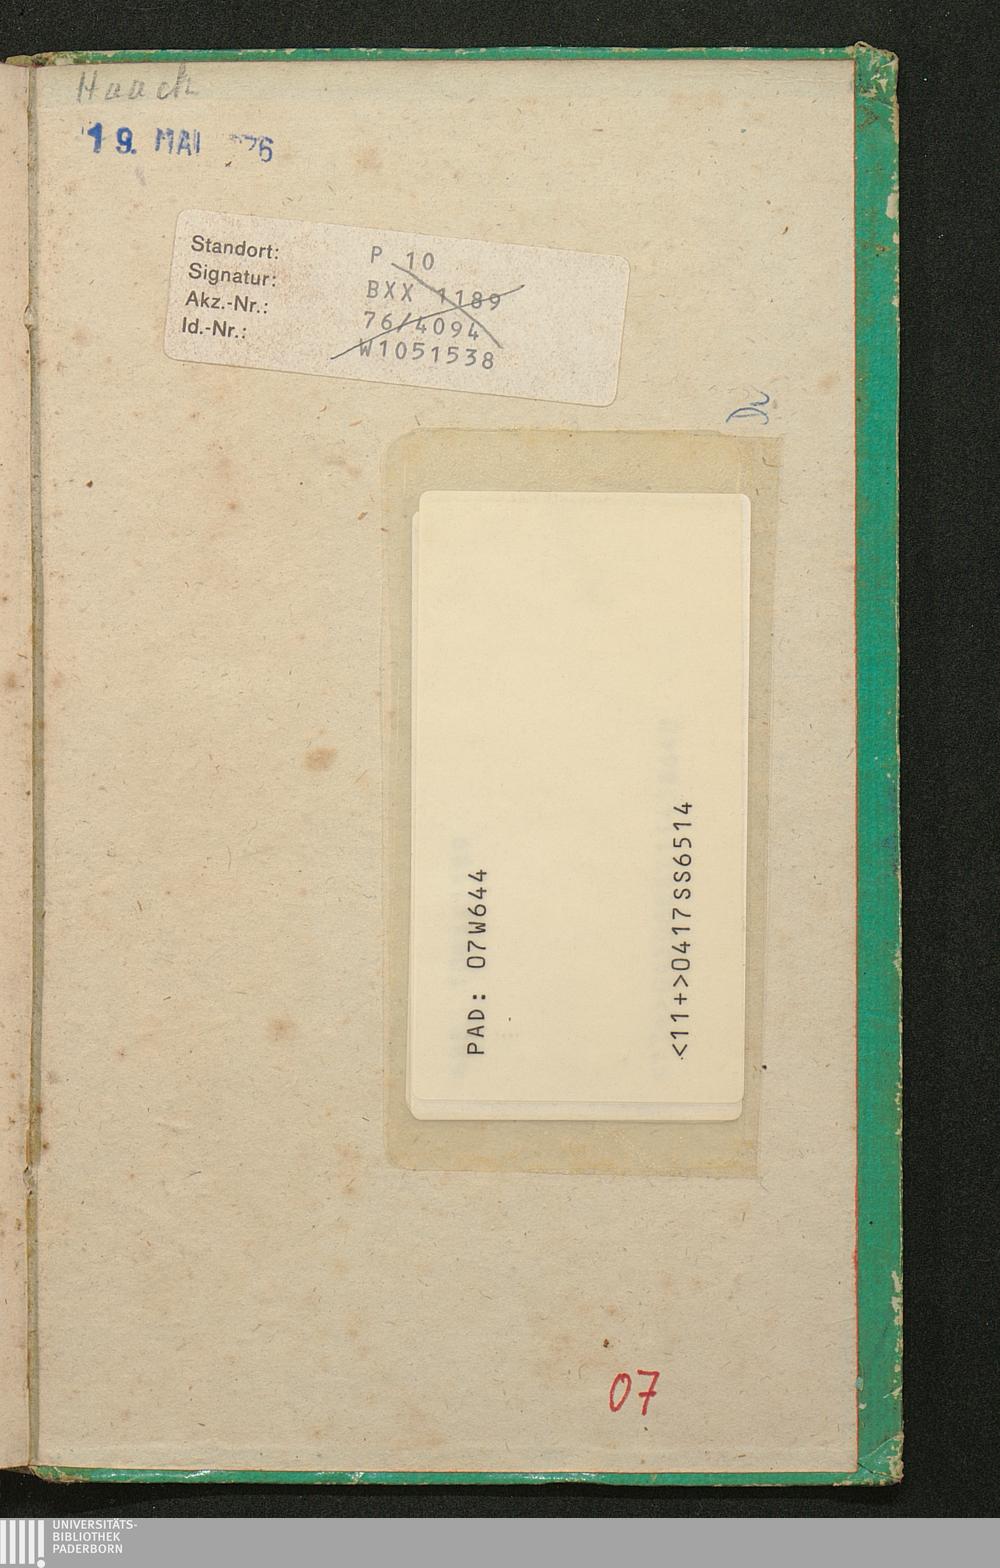 Haack
19. MAI 76
Standort: P 10
Signatur: BXX 1189
Akz.-Nr.: 76/4094
Id.-Nr.: W1051538
PAD: 07W644
<11+>0417SS6514
07
UNIVERSITÄTS-
BIBLIOTHEK
PADERBORN